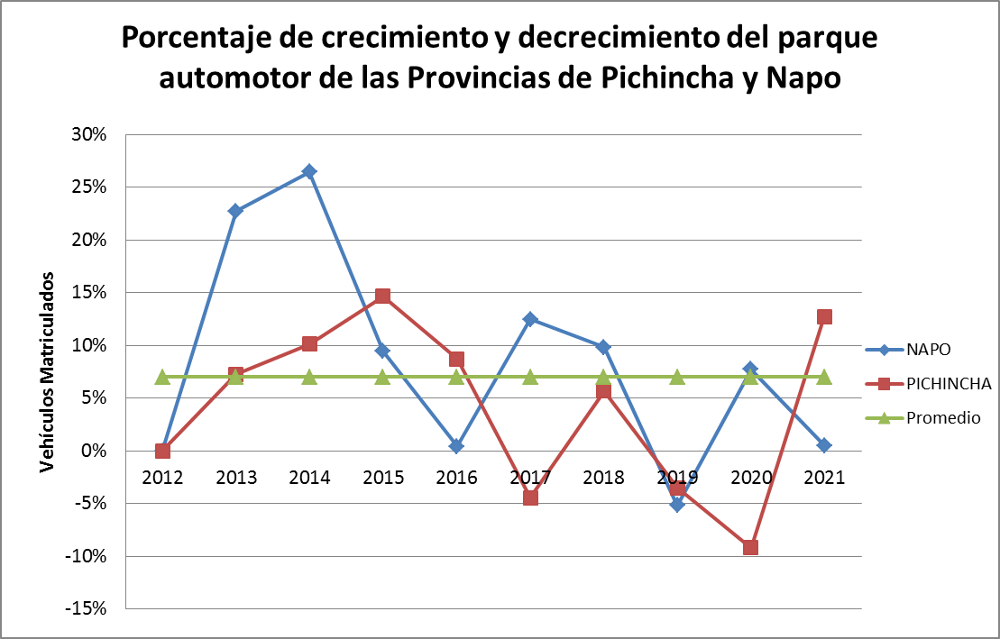 Porcentaje de crecimiento y decrecimiento del parque
automotor de las Provincias de Pichincha y Napo
Vehículos Matriculados
30%
25%
20%
15%
10%
5%
0%
-5%
-10%
-15%
2012 2013 2014 2015 2016 2017 2018 2019 2020 2021
NAPO
PICHINCHA
Promedio